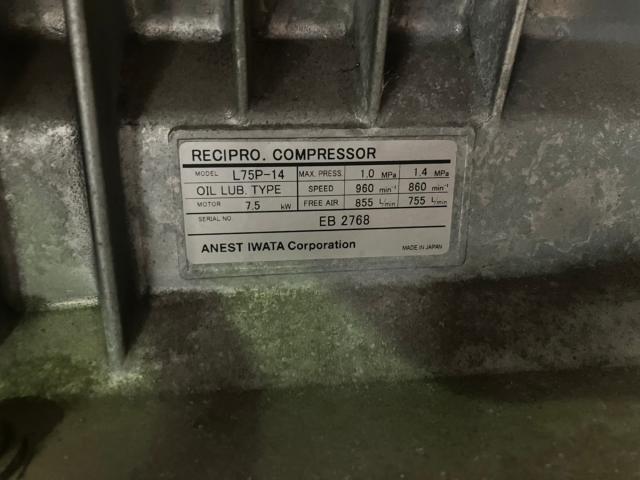 RECIPRO. COMPRESSOR
MODEL L75P-14 MAX. PRESS. 1.0 MPa 1.4 MPa
OIL LUB. TYPE SPEED 960 min⁻¹ 860 min⁻¹
MOTOR 7.5 kW FREE AIR 855 L/min 755 L/min
SERIAL NO. EB 2768
ANEST IWATA Corporation MADE IN JAPAN